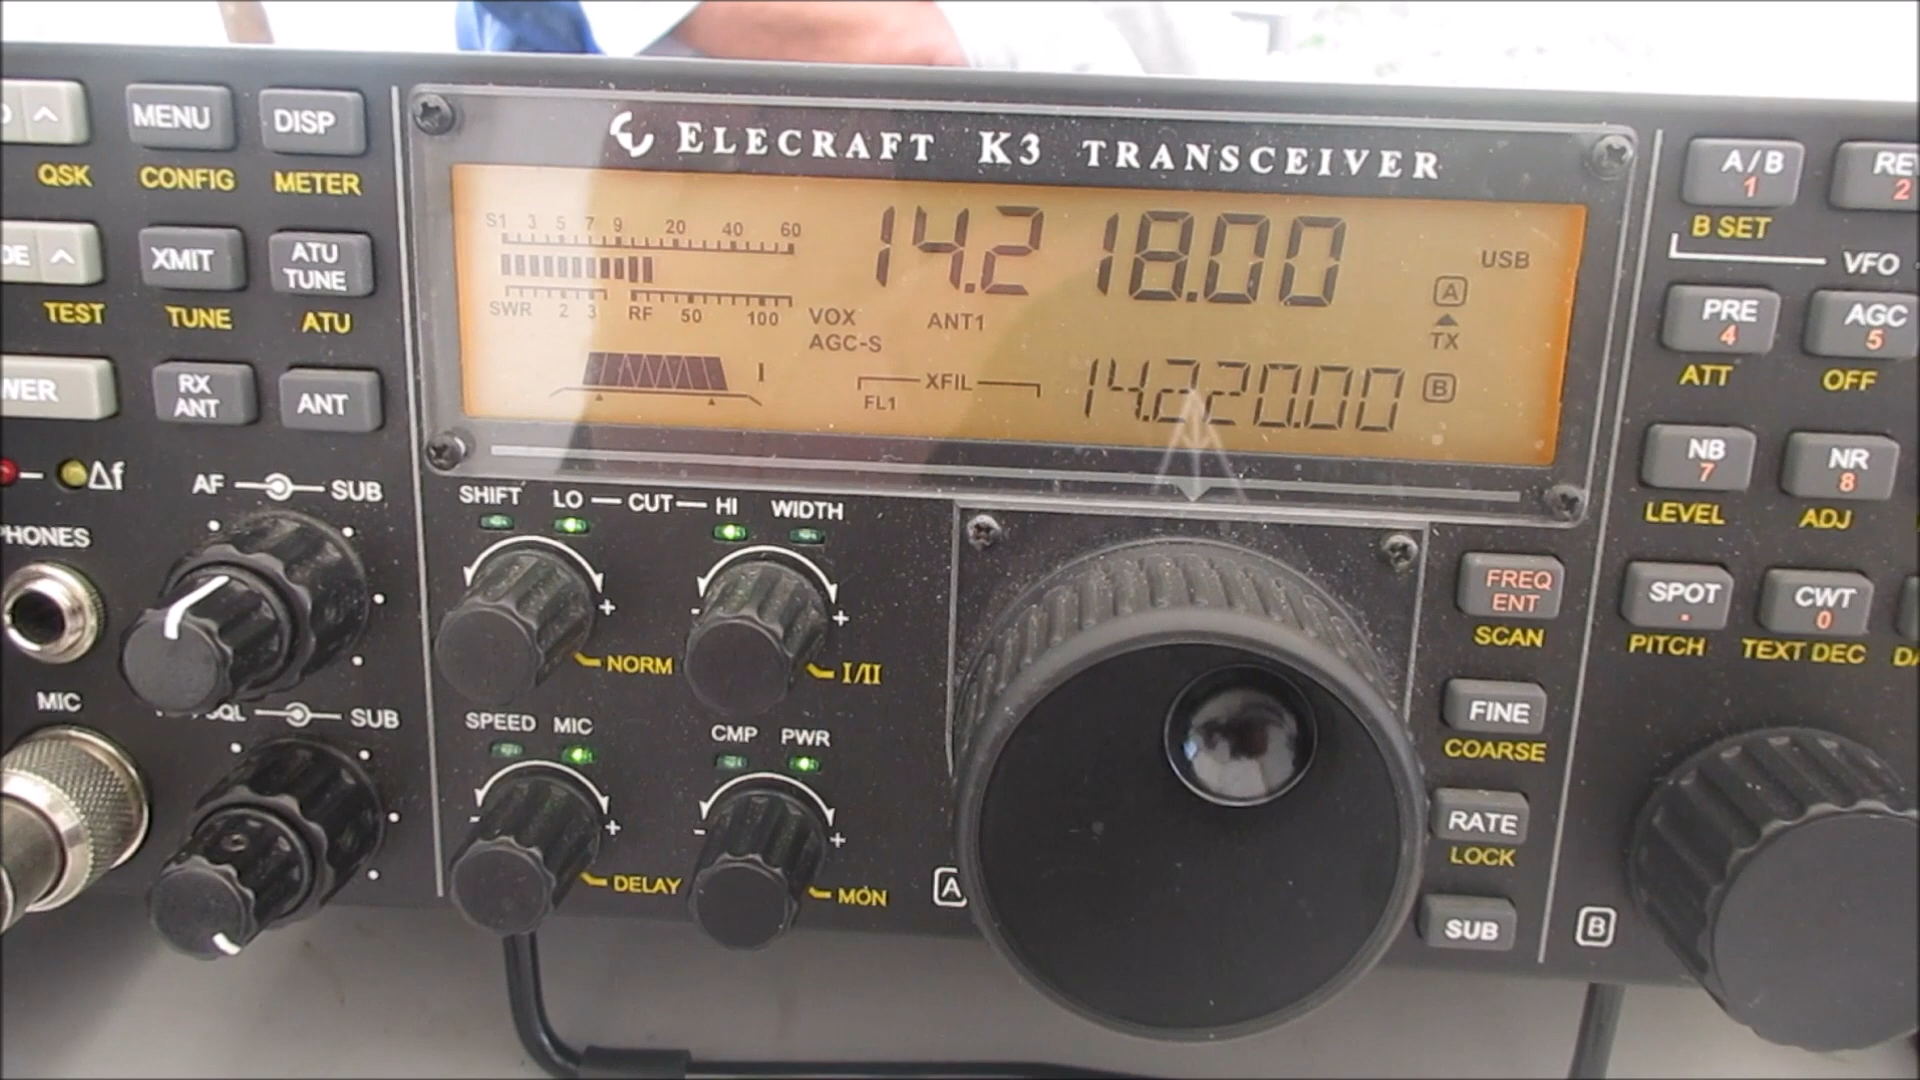 ELECRAFT K3 TRANSCEIVER
MENU
DISP
QSK
CONFIG
METER
XMIT
ATU
TUNE
TEST
TUNE
ATU
RX
ANT
ANT
Δf
AF
SUB
MIC
SUB
S1 3 5 7 9 20 40 60
SWR 2 3 RF 50 100
VOX
AGC-S
ANT1
14.218.00
USB
A
TX
XFIL
FL1
14.220.00
B
I
SHIFT LO CUT HI WIDTH
+
- +
NORM
I/II
SPEED MIC
CMP PWR
- +
- +
DELAY
MON
A
FREQ
ENT
SCAN
FINE
COARSE
RATE
LOCK
SUB
B
A/B
1
2
B SET
VFO
PRE
4
AGC
5
ATT
OFF
NB
7
NR
8
LEVEL
ADJ
SPOT
.
CWT
0
PITCH
TEXT DEC